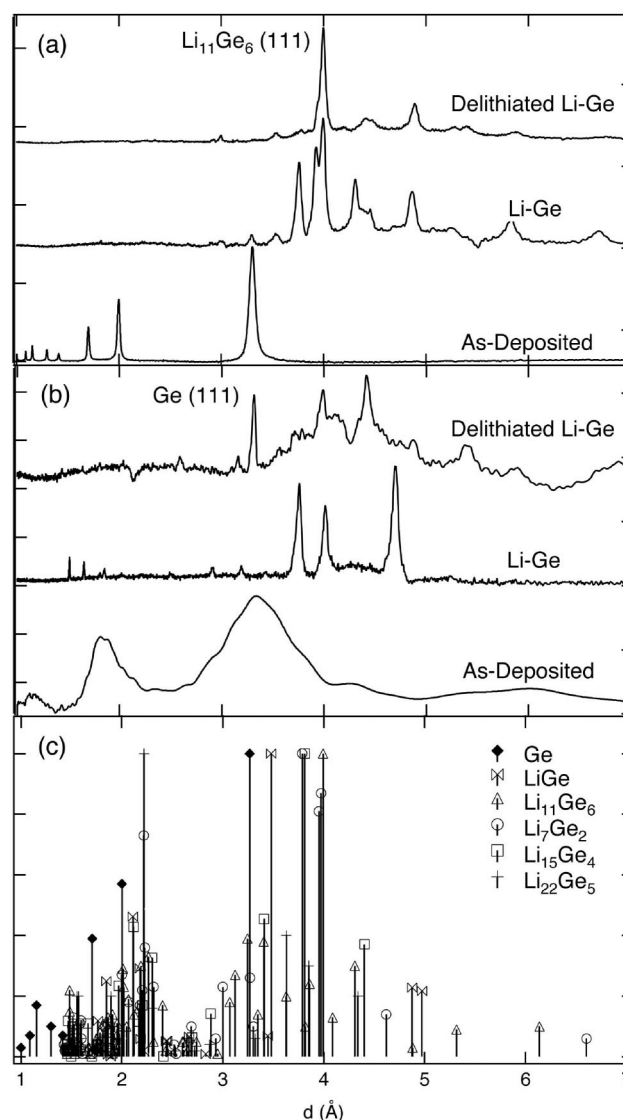 (a)
Li₁₁Ge₆ (111)
Delithiated Li-Ge
Li-Ge
As-Deposited
(b)
Ge (111)
Delithiated Li-Ge
Li-Ge
As-Deposited
(c)
Ge
LiGe
Li₁₁Ge₆
Li₇Ge₂
Li₁₅Ge₄
Li₂₂Ge₅
1 2 3 4 5 6
d (Å)